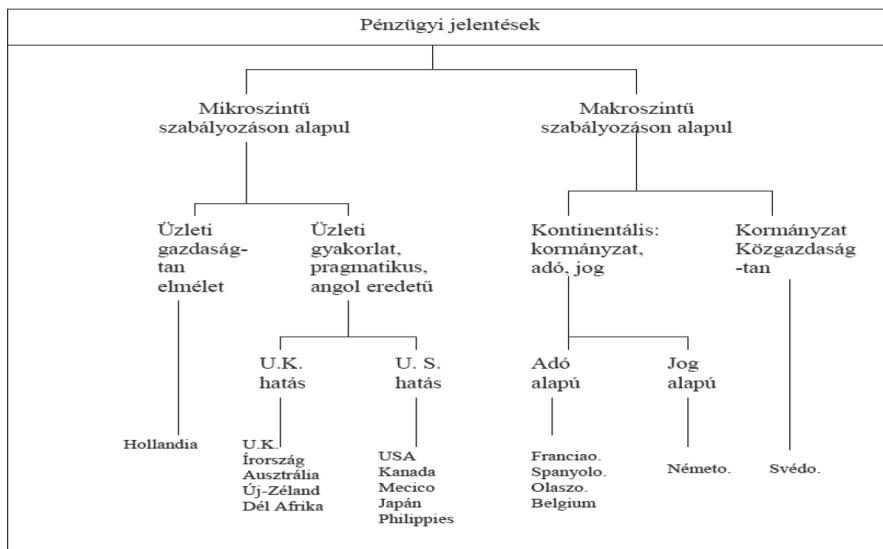 Pénzügyi jelentések
Mikroszintű
szabályozáson alapul
Makroszintű
szabályozáson alapul
Üzleti
gazdaság-
tan
elmélet
Üzleti
gyakorlat,
pragmatikus,
angol eredetű
Kontinentális:
kormányzat,
adó, jog
Kormányzat
Közgazdaság
-tan
U.K.
hatás
U. S.
hatás
Adó
alapú
Jog
alapú
Hollandia
U.K.
Írország
Ausztrália
Új-Zéland
Dél Afrika
USA
Kanada
Mecico
Japán
Philippies
Franciao.
Spanyolo.
Olaszo.
Belgium
Németo.
Svédo.